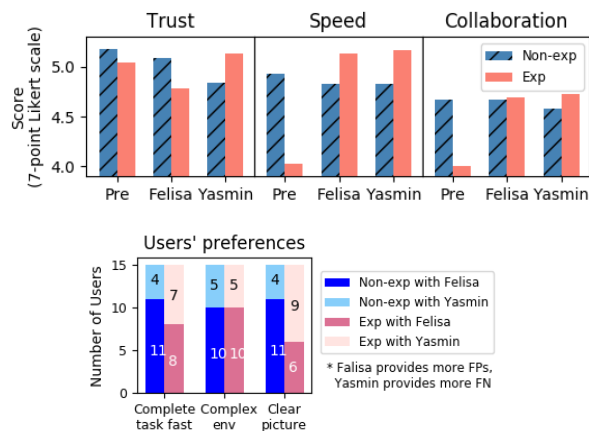 Trust Speed Collaboration
Score
(7-point Likert scale)
5.0
4.5
4.0
Non-exp
Exp
Pre Felisa Yasmin Pre Felisa Yasmin Pre Felisa Yasmin
Users' preferences
Number of Users
15
10
5
0
4 7 5 5 4 9
11 8 10 10 11 6
Complete
task fast
Complex
env
Clear
picture
Non-exp with Felisa
Non-exp with Yasmin
Exp with Felisa
Exp with Yasmin
* Falisa provides more FPs,
Yasmin provides more FN